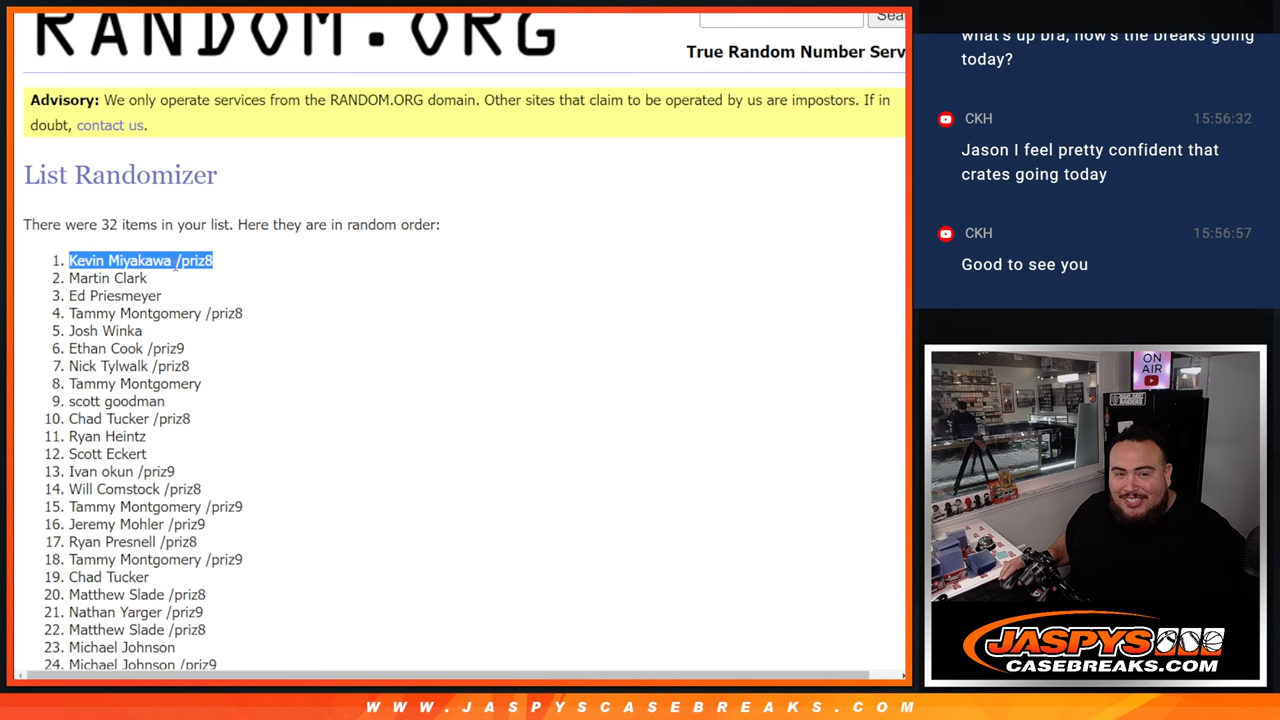 RANDOM.ORG
Sea
True Random Number Serv
Advisory: We only operate services from the RANDOM.ORG domain. Other sites that claim to be operated by us are impostors. If in
doubt, contact us.
List Randomizer
There were 32 items in your list. Here they are in random order:
1. Kevin Miyakawa /priz8
2. Martin Clark
3. Ed Priesmeyer
4. Tammy Montgomery /priz8
5. Josh Winka
6. Ethan Cook /priz9
7. Nick Tylwalk /priz8
8. Tammy Montgomery
9. scott goodman
10. Chad Tucker /priz8
11. Ryan Heintz
12. Scott Eckert
13. Ivan okun /priz9
14. Will Comstock /priz8
15. Tammy Montgomery /priz9
16. Jeremy Mohler /priz9
17. Ryan Presnell /priz8
18. Tammy Montgomery /priz9
19. Chad Tucker
20. Matthew Slade /priz8
21. Nathan Yarger /priz9
22. Matthew Slade /priz8
23. Michael Johnson
24. Michael Johnson /priz9
what's up bra, how's the breaks going
today?
CKH 15:56:32
Jason I feel pretty confident that
crates going today
CKH 15:56:57
Good to see you
ON
AIR
JASPYS
CASEBREAKS.COM
WWW.JASPYSCASEBREAKS.COM